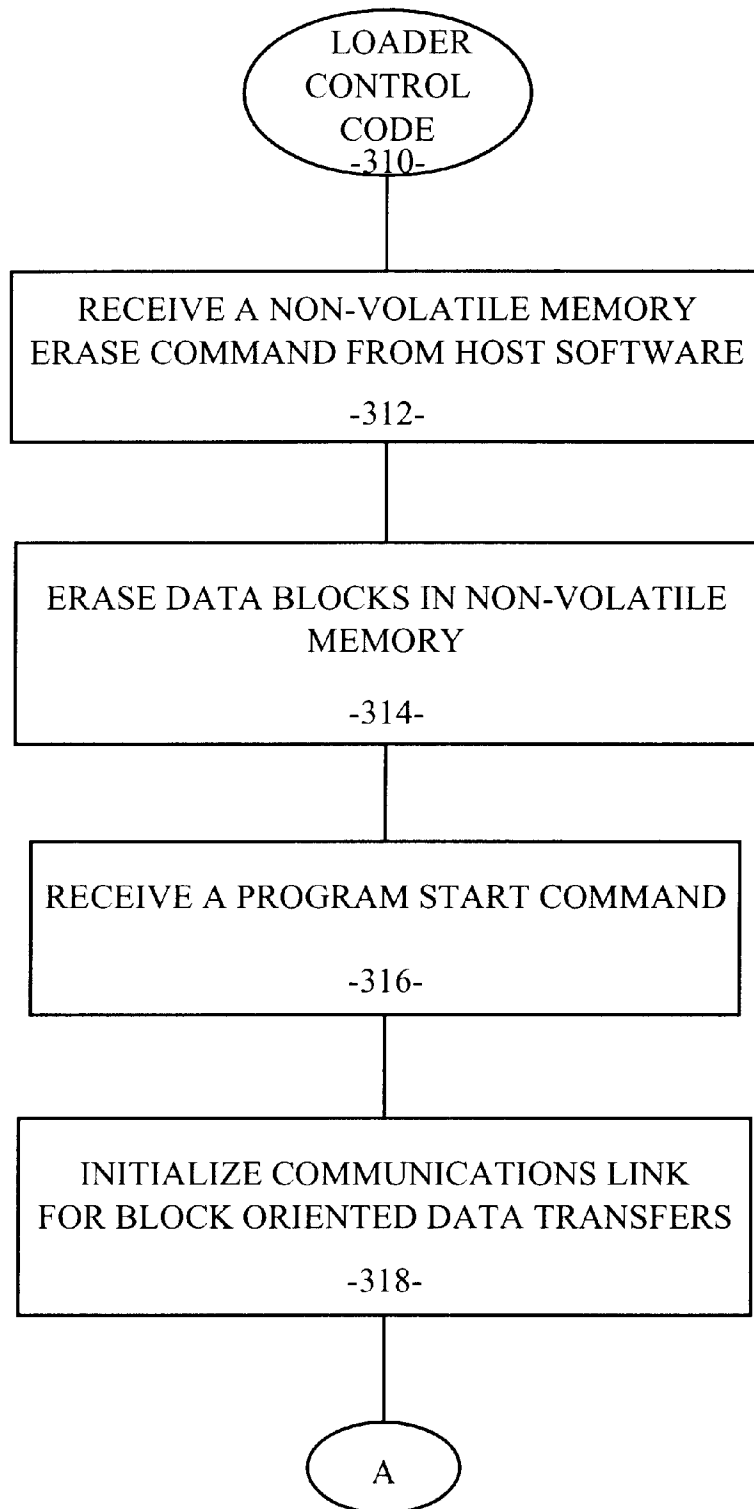 LOADER
CONTROL
CODE
-310-
RECEIVE A NON-VOLATILE MEMORY
ERASE COMMAND FROM HOST SOFTWARE
-312-
ERASE DATA BLOCKS IN NON-VOLATILE
MEMORY
-314-
RECEIVE A PROGRAM START COMMAND
-316-
INITIALIZE COMMUNICATIONS LINK
FOR BLOCK ORIENTED DATA TRANSFERS
-318-
A